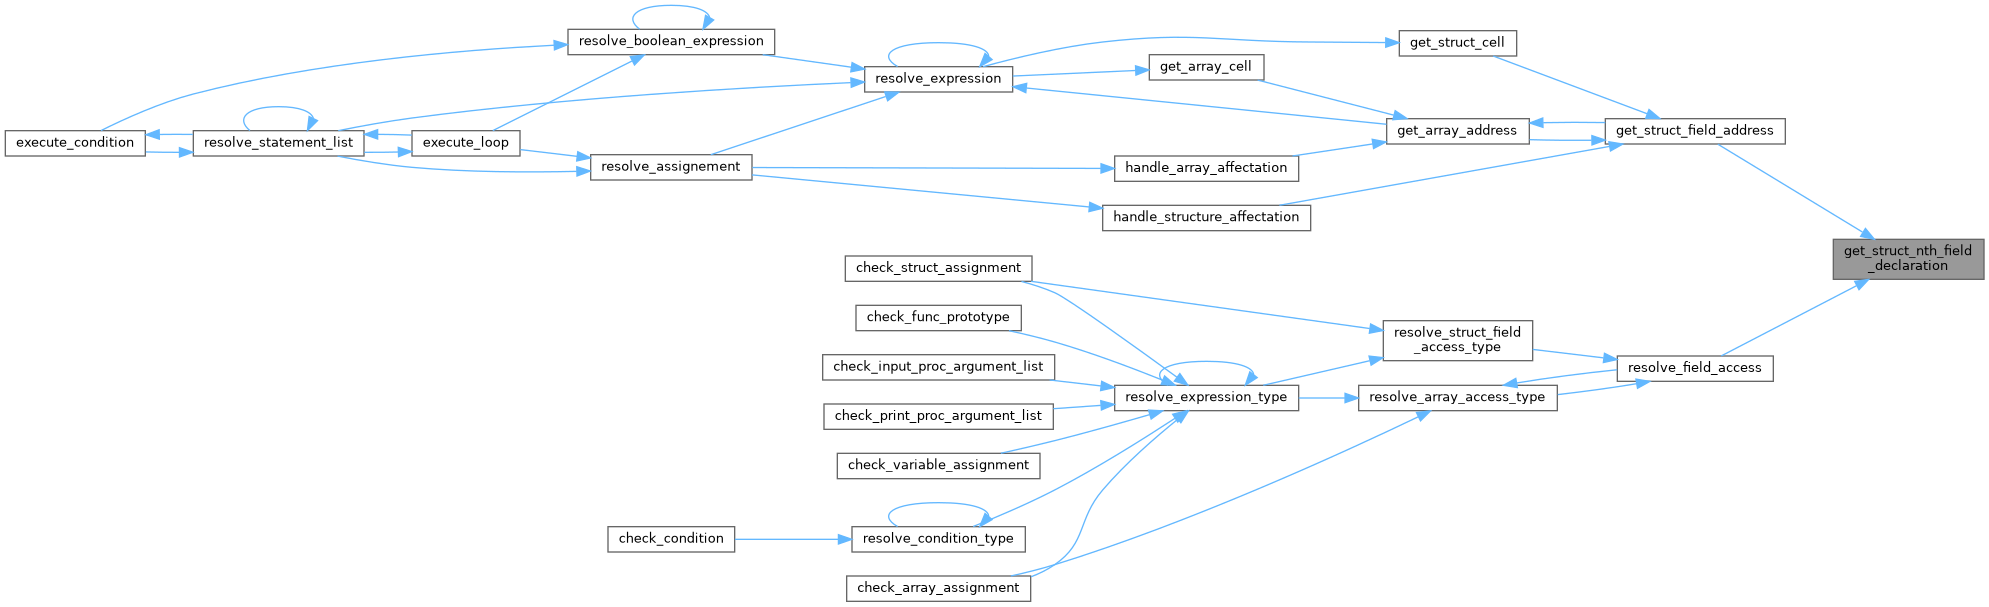 resolve_boolean_expression
get_struct_cell
get_array_cell
resolve_expression
execute_condition
resolve_statement_list
execute_loop
get_array_address
get_struct_field_address
resolve_assignement
handle_array_affectation
handle_structure_affectation
get_struct_nth_field
_declaration
check_struct_assignment
check_func_prototype
resolve_struct_field
_access_type
check_input_proc_argument_list
resolve_field_access
resolve_expression_type
resolve_array_access_type
check_print_proc_argument_list
check_variable_assignment
check_condition
resolve_condition_type
check_array_assignment